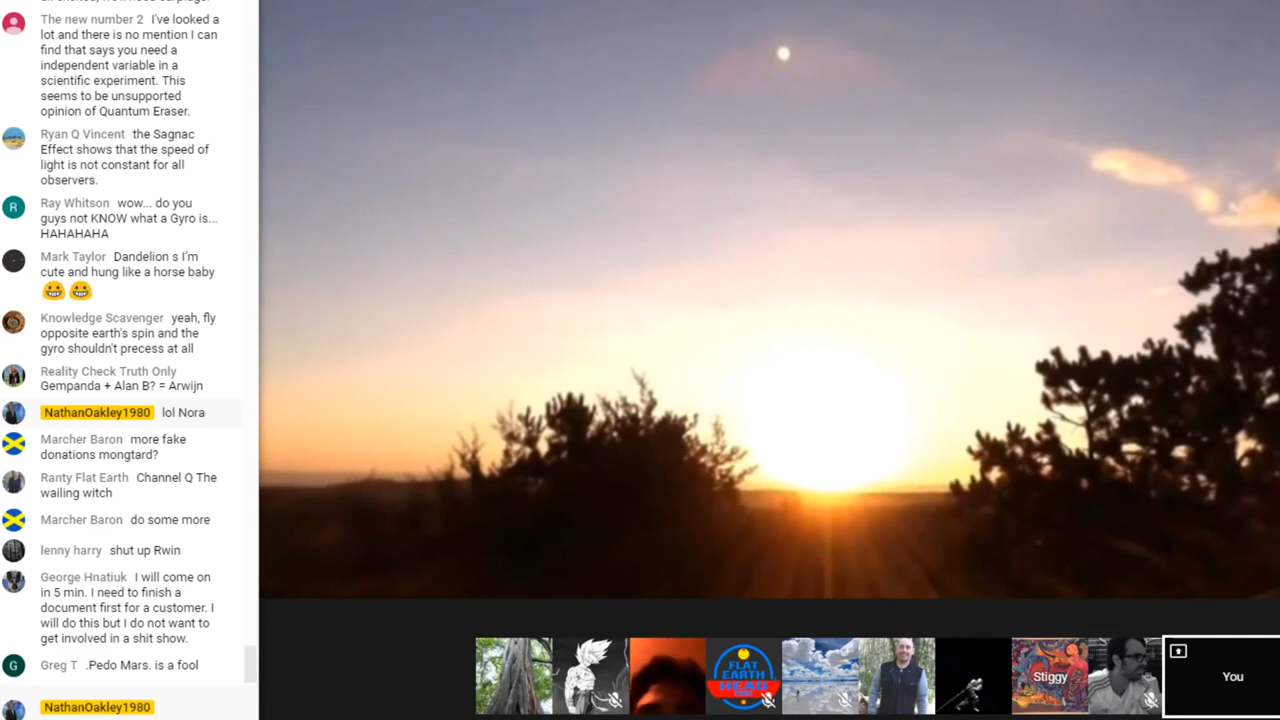 The new number 2 I've looked a
lot and there is no mention I can
find that says you need a
independent variable in a
scientific experiment. This
seems to be unsupported
opinion of Quantum Eraser.
Ryan Q Vincent the Sagnac
Effect shows that the speed of
light is not constant for all
observers.
R
Ray Whitson wow... do you
guys not KNOW what a Gyro is...
HAHAHAHA
Mark Taylor Dandelion s I'm
cute and hung like a horse baby
Knowledge Scavenger yeah, fly
opposite earth's spin and the
gyro shouldn't precess at all
Reality Check Truth Only
Gempanda + Alan B? = Arwijn
NathanOakley1980 lol Nora
Marcher Baron more fake
donations mongtard?
Ranty Flat Earth Channel Q The
wailing witch
Marcher Baron do some more
lenny harry shut up Rwin
George Hnatiuk I will come on
in 5 min. I need to finish a
document first for a customer. I
will do this but I do not want to
get involved in a shit show.
G
Greg T .Pedo Mars. is a fool
NathanOakley1980
FLAT
EARTH
HEAD
Stiggy
You